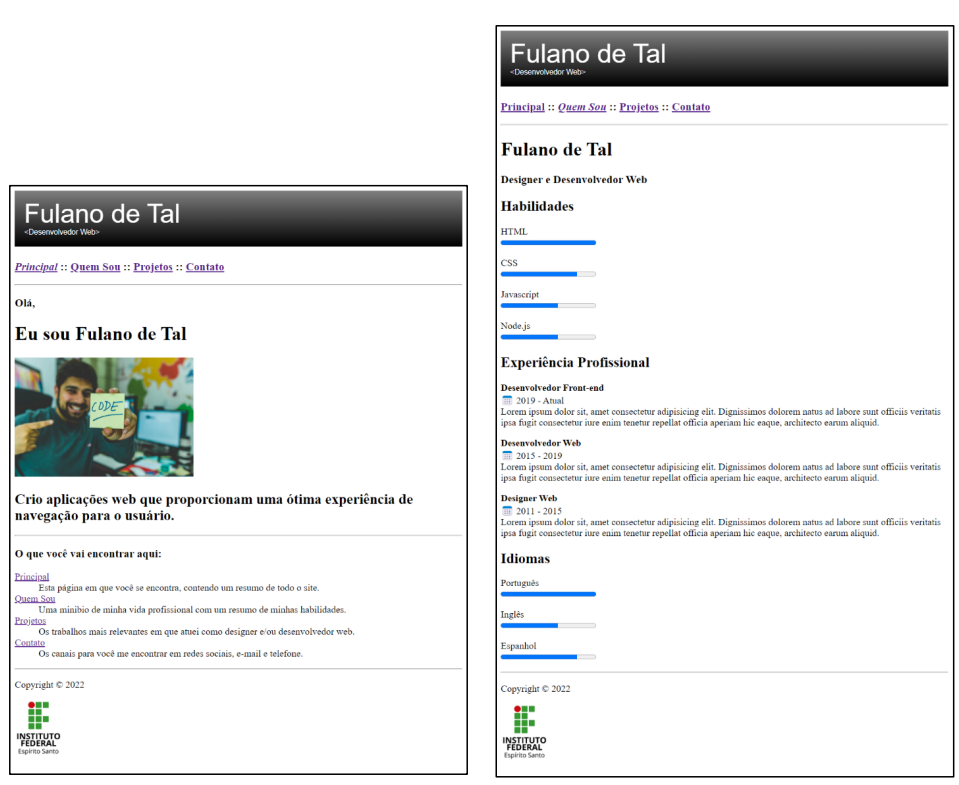 Fulano de Tal
<Desenvolvedor Web>
Principal :: Quem Sou :: Projetos :: Contato
Olá,
Eu sou Fulano de Tal
CODE
Crio aplicações web que proporcionam uma ótima experiência de
navegação para o usuário.
O que você vai encontrar aqui:
Principal
Esta página em que você se encontra, contendo um resumo de todo o site.
Quem Sou
Uma minibio de minha vida profissional com um resumo de minhas habilidades.
Projetos
Os trabalhos mais relevantes em que atuei como designer e/ou desenvolvedor web.
Contato
Os canais para você me encontrar em redes sociais, e-mail e telefone.
Copyright © 2022
INSTITUTO
FEDERAL
Espírito Santo
Fulano de Tal
<Desenvolvedor Web>
Principal :: Quem Sou :: Projetos :: Contato
Fulano de Tal
Designer e Desenvolvedor Web
Habilidades
HTML
CSS
Javascript
Node.js
Experiência Profissional
Desenvolvedor Front-end
2019 - Atual
Lorem ipsum dolor sit, amet consectetur adipisicing elit. Dignissimos dolorem natus ad labore sunt officiis veritatis
ipsa fugit consectetur iure enim tenetur repellat officia aperiam hic eaque, architecto earum aliquid.
Desenvolvedor Web
2015 - 2019
Lorem ipsum dolor sit, amet consectetur adipisicing elit. Dignissimos dolorem natus ad labore sunt officiis veritatis
ipsa fugit consectetur iure enim tenetur repellat officia aperiam hic eaque, architecto earum aliquid.
Designer Web
2011 - 2015
Lorem ipsum dolor sit, amet consectetur adipisicing elit. Dignissimos dolorem natus ad labore sunt officiis veritatis
ipsa fugit consectetur iure enim tenetur repellat officia aperiam hic eaque, architecto earum aliquid.
Idiomas
Português
Inglês
Espanhol
Copyright © 2022
INSTITUTO
FEDERAL
Espírito Santo